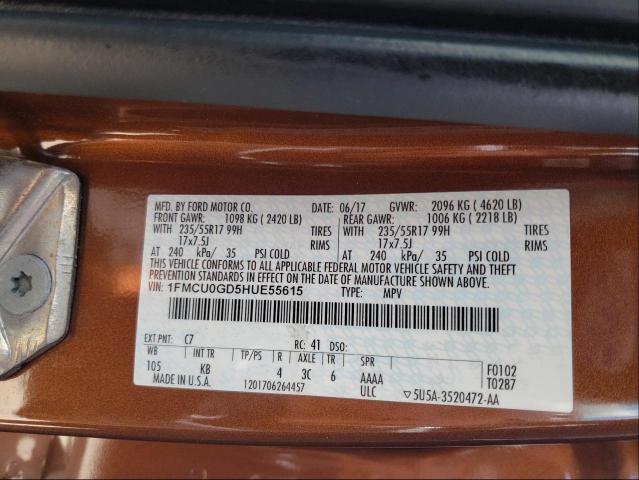 MFD. BY FORD MOTOR CO. DATE: 06/17 GVWR: 2096 KG ( 4620 LB)
FRONT GAWR: 1098 KG ( 2420 LB) REAR GAWR: 1006 KG ( 2218 LB)
WITH 235/55R17 99H TIRES WITH 235/55R17 99H TIRES
17x7.5J RIMS 17x7.5J RIMS
AT 240 kPa/ 35 PSI COLD AT 240 kPa/ 35 PSI COLD
THIS VEHICLE CONFORMS TO ALL APPLICABLE FEDERAL MOTOR VEHICLE SAFETY AND THEFT
PREVENTION STANDARDS IN EFFECT ON THE DATE OF MANUFACTURE SHOWN ABOVE.
VIN: 1FMCU0GD5HUE55615 TYPE: MPV
EXT PNT: C7 RC: 41 DSO:
WB INT TR TP/PS R AXLE TR SPR F0102
105 KB 4 3C 6 AAAA T0287
MADE IN U.S.A. 1201706264457 ULC ▽5U5A-3520472-AA